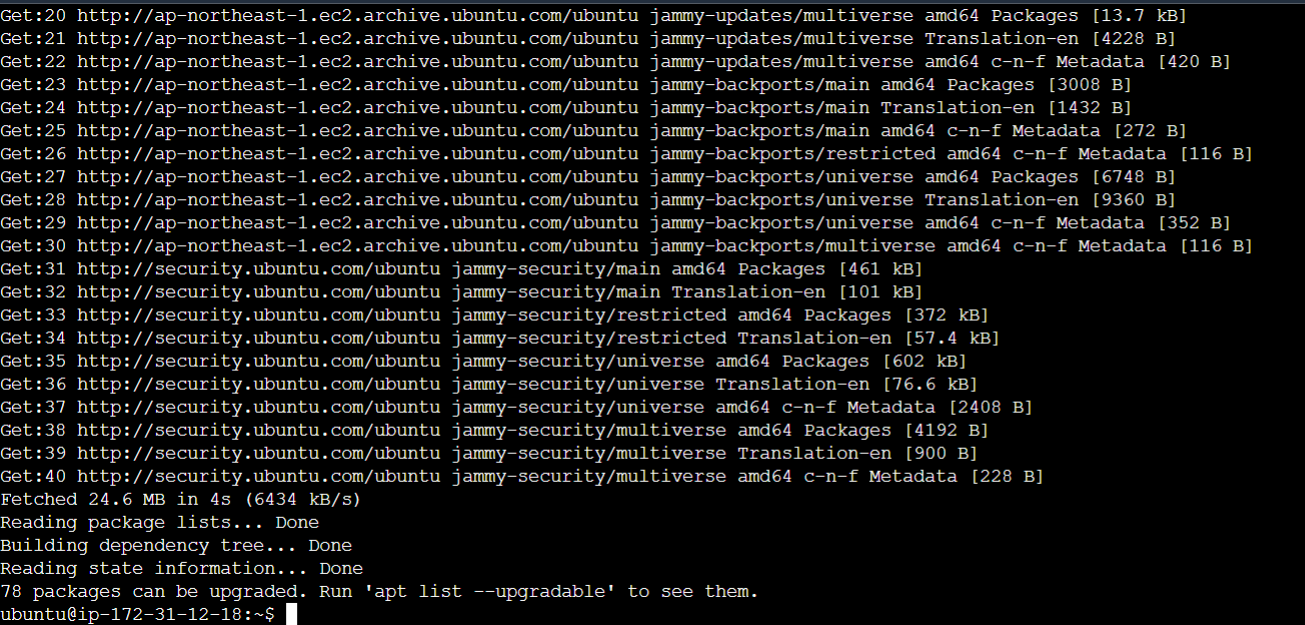 Get:20 http://ap-northeast-1.ec2.archive.ubuntu.com/ubuntu jammy-updates/multiverse amd64 Packages [13.7 kB]
Get:21 http://ap-northeast-1.ec2.archive.ubuntu.com/ubuntu jammy-updates/multiverse Translation-en [4228 B]
Get:22 http://ap-northeast-1.ec2.archive.ubuntu.com/ubuntu jammy-updates/multiverse amd64 c-n-f Metadata [420 B]
Get:23 http://ap-northeast-1.ec2.archive.ubuntu.com/ubuntu jammy-backports/main amd64 Packages [3008 B]
Get:24 http://ap-northeast-1.ec2.archive.ubuntu.com/ubuntu jammy-backports/main Translation-en [1432 B]
Get:25 http://ap-northeast-1.ec2.archive.ubuntu.com/ubuntu jammy-backports/main amd64 c-n-f Metadata [272 B]
Get:26 http://ap-northeast-1.ec2.archive.ubuntu.com/ubuntu jammy-backports/restricted amd64 c-n-f Metadata [116 B]
Get:27 http://ap-northeast-1.ec2.archive.ubuntu.com/ubuntu jammy-backports/universe amd64 Packages [6748 B]
Get:28 http://ap-northeast-1.ec2.archive.ubuntu.com/ubuntu jammy-backports/universe Translation-en [9360 B]
Get:29 http://ap-northeast-1.ec2.archive.ubuntu.com/ubuntu jammy-backports/universe amd64 c-n-f Metadata [352 B]
Get:30 http://ap-northeast-1.ec2.archive.ubuntu.com/ubuntu jammy-backports/multiverse amd64 c-n-f Metadata [116 B]
Get:31 http://security.ubuntu.com/ubuntu jammy-security/main amd64 Packages [461 kB]
Get:32 http://security.ubuntu.com/ubuntu jammy-security/main Translation-en [101 kB]
Get:33 http://security.ubuntu.com/ubuntu jammy-security/restricted amd64 Packages [372 kB]
Get:34 http://security.ubuntu.com/ubuntu jammy-security/restricted Translation-en [57.4 kB]
Get:35 http://security.ubuntu.com/ubuntu jammy-security/universe amd64 Packages [602 kB]
Get:36 http://security.ubuntu.com/ubuntu jammy-security/universe Translation-en [76.6 kB]
Get:37 http://security.ubuntu.com/ubuntu jammy-security/universe amd64 c-n-f Metadata [2408 B]
Get:38 http://security.ubuntu.com/ubuntu jammy-security/multiverse amd64 Packages [4192 B]
Get:39 http://security.ubuntu.com/ubuntu jammy-security/multiverse Translation-en [900 B]
Get:40 http://security.ubuntu.com/ubuntu jammy-security/multiverse amd64 c-n-f Metadata [228 B]
Fetched 24.6 MB in 4s (6434 kB/s)
Reading package lists... Done
Building dependency tree... Done
Reading state information... Done
78 packages can be upgraded. Run 'apt list --upgradable' to see them.
ubuntu@ip-172-31-12-18:~$